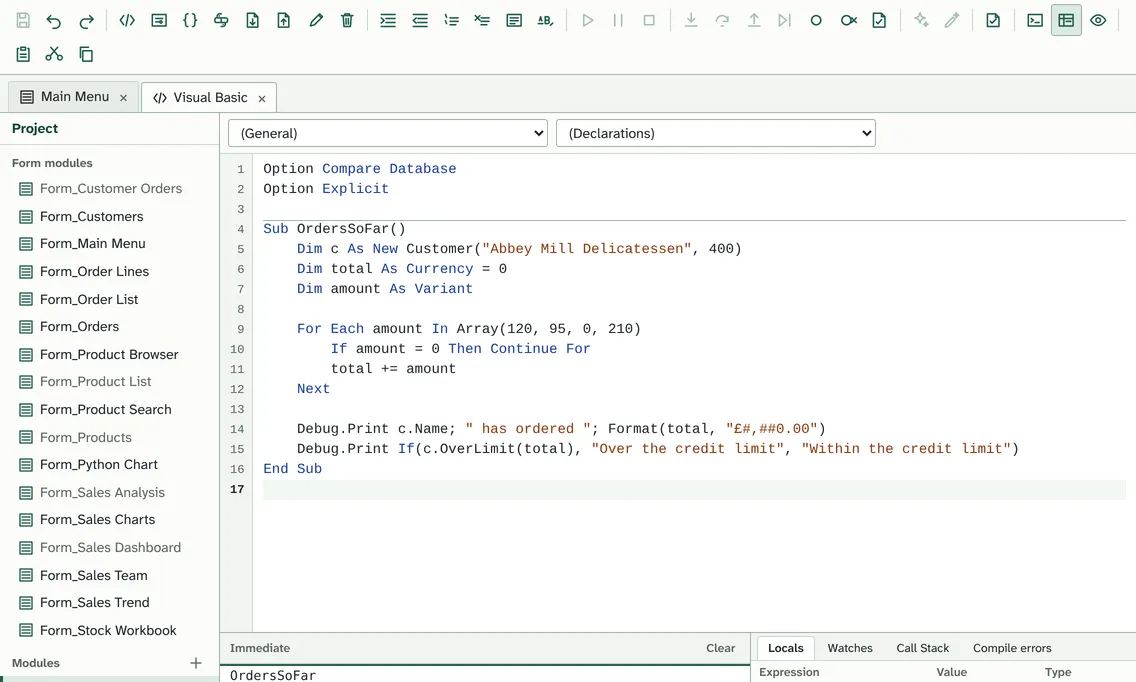 Main Menu ×
Visual Basic ×
Project
(General)
(Declarations)
Form modules
Form_Customer Orders
Form_Customers
Form_Main Menu
Form_Order Lines
Form_Order List
Form_Orders
Form_Product Browser
Form_Product List
Form_Product Search
Form_Products
Form_Python Chart
Form_Sales Analysis
Form_Sales Charts
Form_Sales Dashboard
Form_Sales Team
Form_Sales Trend
Form_Stock Workbook
Modules +
1 Option Compare Database
2 Option Explicit
3
4 Sub OrdersSoFar()
5     Dim c As New Customer("Abbey Mill Delicatessen", 400)
6     Dim total As Currency = 0
7     Dim amount As Variant
8
9     For Each amount In Array(120, 95, 0, 210)
10         If amount = 0 Then Continue For
11         total += amount
12     Next
13
14     Debug.Print c.Name; " has ordered "; Format(total, "£#,##0.00")
15     Debug.Print If(c.OverLimit(total), "Over the credit limit", "Within the credit limit")
16 End Sub
17
Immediate Clear
OrdersSoFar
Locals Watches Call Stack Compile errors
Expression Value Type